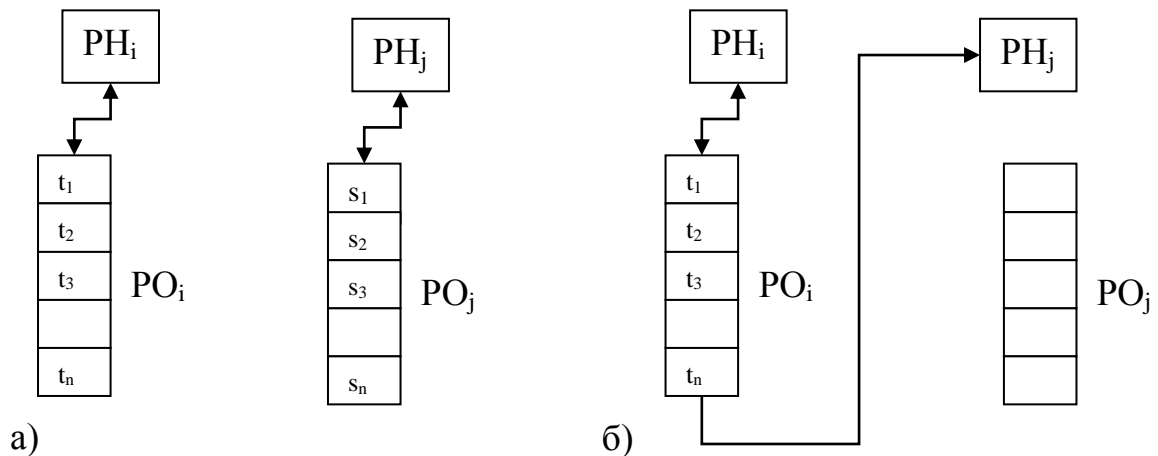 PHᵢ
PHⱼ
t₁
t₂
t₃
tₙ
POᵢ
s₁
s₂
s₃
sₙ
POⱼ
а)
PHᵢ
PHⱼ
t₁
t₂
t₃
tₙ
POᵢ
POⱼ
б)